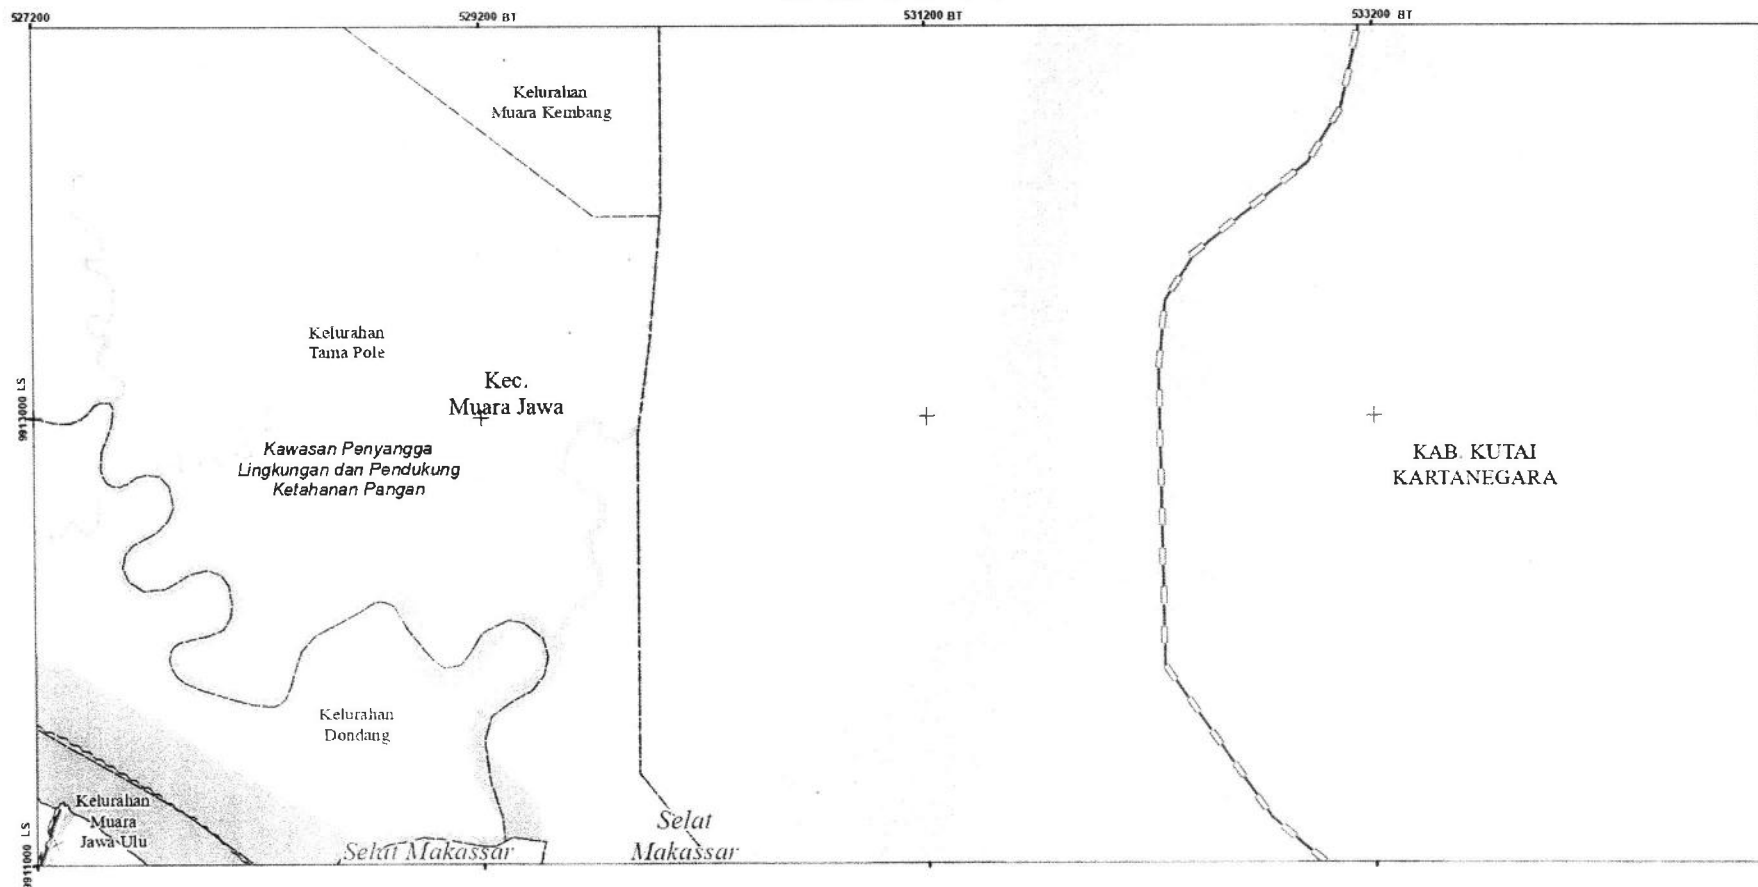 527200
529200 BT
531200 BT
533200 BT
Kelurahan
Muara Kembang
Kelurahan
Tama Pole
Kec.
Muara Jawa
9913000 LS
Kawasan Penyangga
Lingkungan dan Pendukung
Ketahanan Pangan
KAB. KUTAI
KARTANEGARA
Kelurahan
Dondang
Kelurahan
Muara
Jawa Ulu
Selat Makassar
Selat
Makassar
9911000 LS